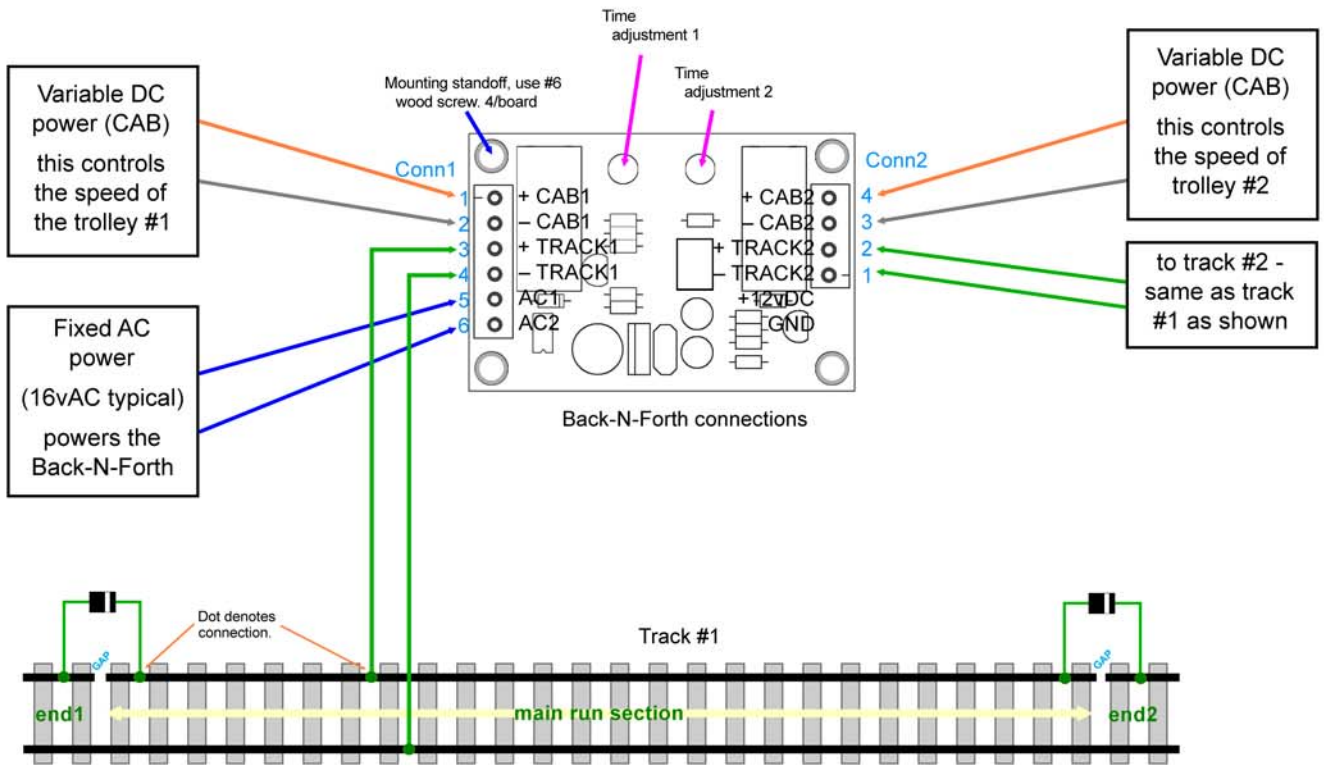 Time
adjustment 1
Time
adjustment 2
Mounting standoff, use #6
wood screw. 4/board
Variable DC
power (CAB)
this controls
the speed of
the trolley #1
Fixed AC
power
(16vAC typical)
powers the
Back-N-Forth
Conn1
1
2
3
4
5
6
+ CAB1
– CAB1
+ TRACK1
– TRACK1
AC1
AC2
+ CAB2
– CAB2
+ TRACK2
– TRACK2
+12vDC
GND
Conn2
4
3
2
1
Variable DC
power (CAB)
this controls
the speed of
trolley #2
to track #2 -
same as track
#1 as shown
Back-N-Forth connections
Dot denotes
connection.
Track #1
GAP
GAP
end1
main run section
end2